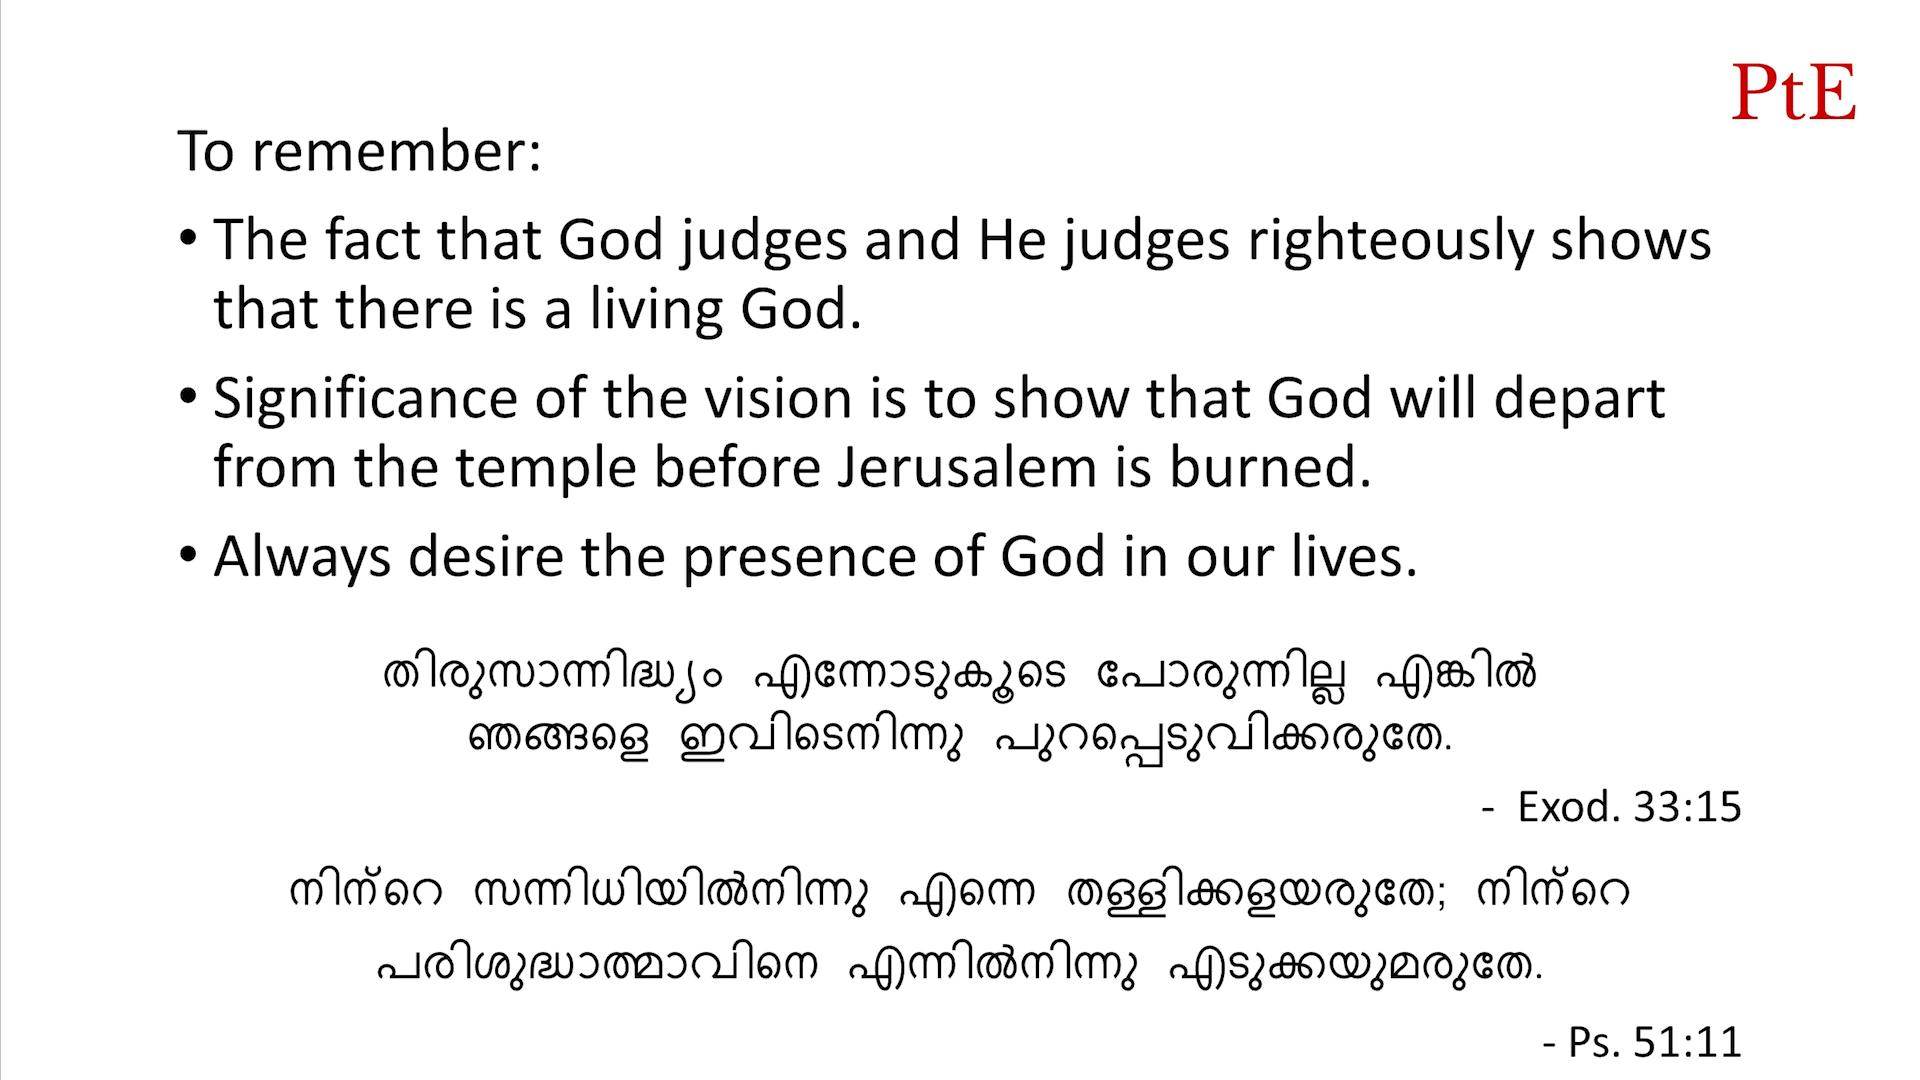 PtE
To remember:
• The fact that God judges and He judges righteously shows
that there is a living God.
• Significance of the vision is to show that God will depart
from the temple before Jerusalem is burned.
• Always desire the presence of God in our lives.
തിരുസാന്നിദ്ധ്യം എന്നോടുകൂടെ പോരുന്നില്ല എങ്കിൽ
ഞങ്ങളെ ഇവിടെനിന്നു പുറപ്പെടുവിക്കരുതേ.
- Exod. 33:15
നിന്റെ സന്നിധിയിൽനിന്നു എന്നെ തള്ളിക്കളയരുതേ; നിന്റെ
പരിശുദ്ധാത്മാവിനെ എന്നിൽനിന്നു എടുക്കയുമരുതേ.
- Ps. 51:11